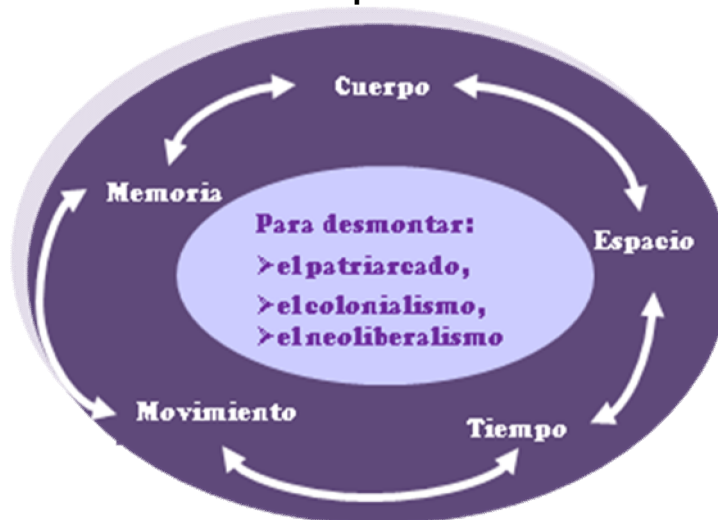 Cuerpo
Memoria
Espacio
Para desmontar:
➢el patriarcado,
➢el colonialismo,
➢el neoliberalismo
Movimiento
Tiempo